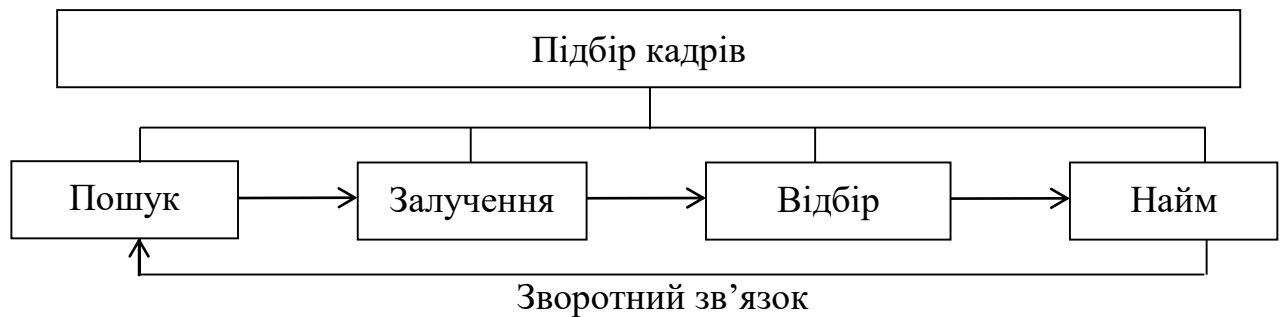 Підбір кадрів
Пошук
Залучення
Відбір
Найм
Зворотний зв’язок